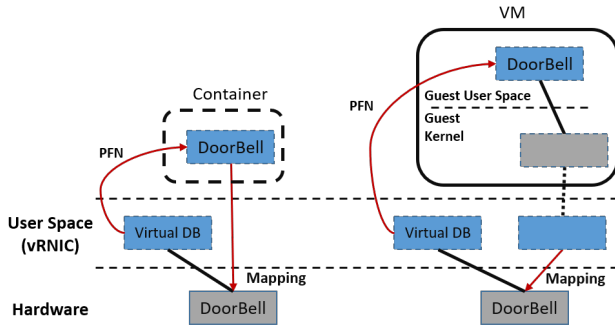 VM
DoorBell
Container
PFN
Guest User Space
Guest
Kernel
PFN
DoorBell
User Space
(vRNIC)
Virtual DB
Virtual DB
Mapping
Mapping
Hardware
DoorBell
DoorBell